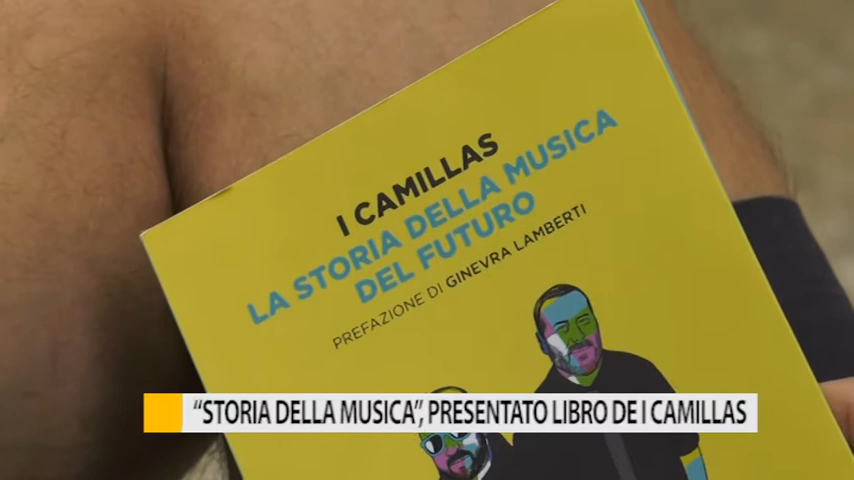 I CAMILLAS
LA STORIA DELLA MUSICA
DEL FUTURO
PREFAZIONE DI GINEVRA LAMBERTI
“STORIA DELLA MUSICA”, PRESENTATO LIBRO DE I CAMILLAS